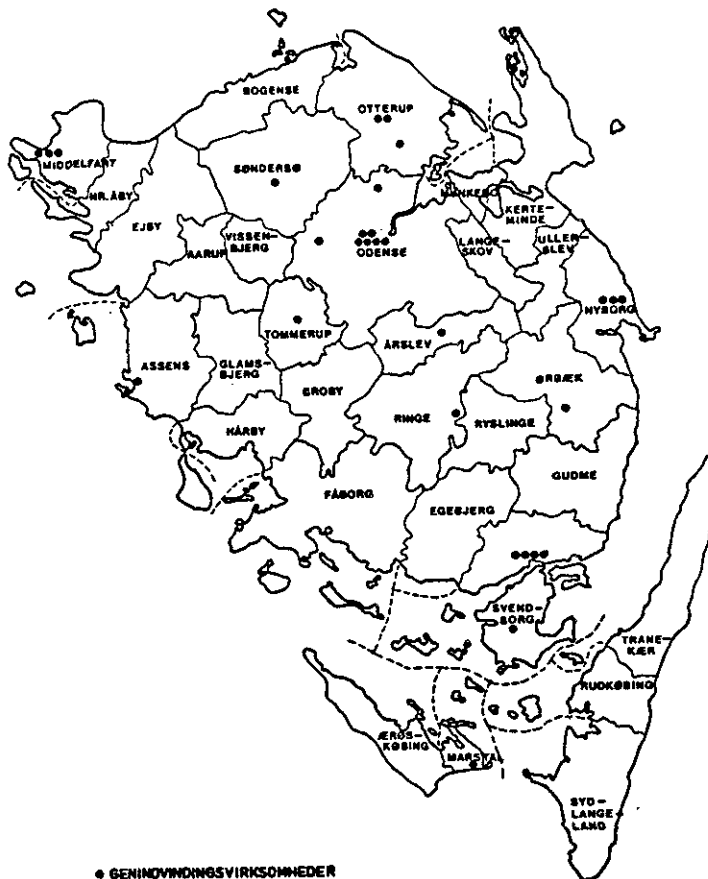 BOGENSE
OTTERUP
MIDDELFART
SØNDERSØ
NR. ÅBY
MUNKEBO
KERTE-
MINDE
EJBY
VISSEN-
BJERG
AARUP
ODENSE
LANGE-
SKOV
ULLER-
SLEV
NYBORG
TOMMERUP
ÅRSLEV
ASSENS
GLAMS-
BJERG
BROBY
ØRBÆK
RINGE
RYSLINGE
HÅRBY
GUDME
FÅBORG
EGEBJERG
SVEND-
BORG
TRANE-
KÆR
RUDKØBING
ÆRØS-
KØBING
MARSTAL
SYD-
LANGE-
LAND
GENINDVINDINGSVIRKSOMHEDER